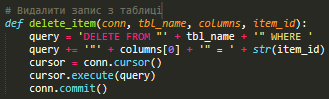 # Видалити запис з таблиці
def delete_item(conn, tbl_name, columns, item_id):
query = 'DELETE FROM "' + tbl_name + '" WHERE '
query += '"' + columns[0] + '" = ' + str(item_id)
cursor = conn.cursor()
cursor.execute(query)
conn.commit()